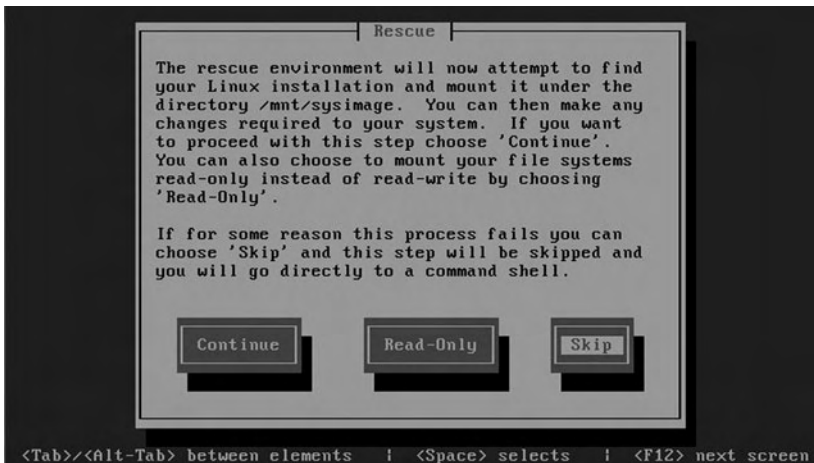 Rescue
The rescue environment will now attempt to find
your Linux installation and mount it under the
directory /mnt/sysimage.  You can then make any
changes required to your system.  If you want
to proceed with this step choose 'Continue'.
You can also choose to mount your file systems
read-only instead of read-write by choosing
'Read-Only'.
If for some reason this process fails you can
choose 'Skip' and this step will be skipped and
you will go directly to a command shell.
Continue Read-Only Skip
<Tab>/<Alt-Tab> between elements | <Space> selects | <F12> next screen